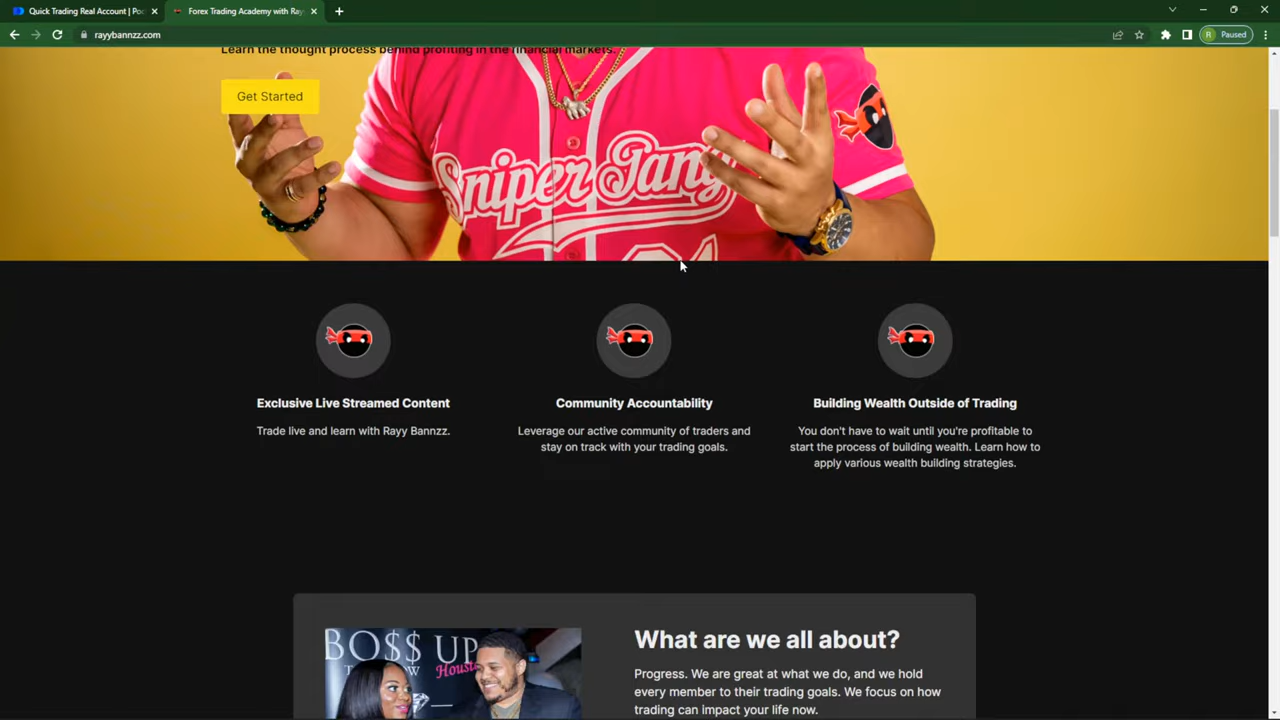 Quick Trading Real Account | Poc
Forex Trading Academy with Ray
rayybannzz.com
R Paused
Learn the thought process behind profiting in the financial markets.
Get Started
Sniper Gang
Exclusive Live Streamed Content
Trade live and learn with Rayy Bannzz.
Community Accountability
Leverage our active community of traders and
stay on track with your trading goals.
Building Wealth Outside of Trading
You don't have to wait until you're profitable to
start the process of building wealth. Learn how to
apply various wealth building strategies.
BO$$ UP
Houst
What are we all about?
Progress. We are great at what we do, and we hold
every member to their trading goals. We focus on how
trading can impact your life now.